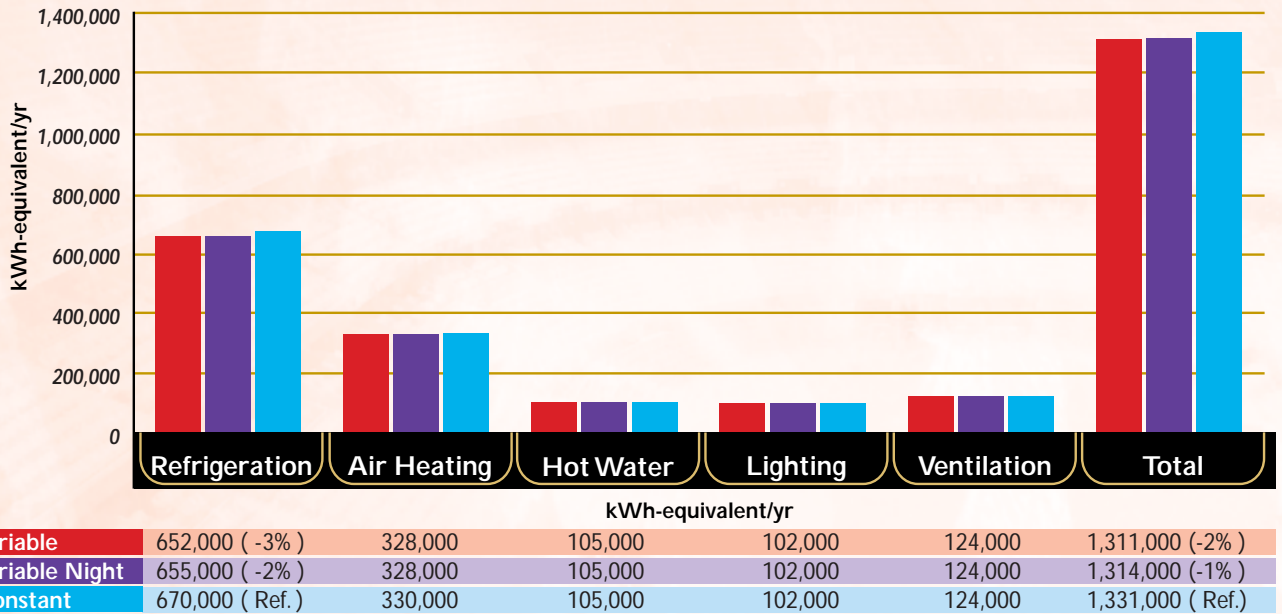 1,400,000
1,200,000
1,000,000
800,000
600,000
400,000
200,000
0
kWh-equivalent/yr
Refrigeration Air Heating Hot Water Lighting Ventilation Total
kWh-equivalent/yr
ariable 652,000 ( -3% ) 328,000 105,000 102,000 124,000 1,311,000 (-2% )
ariable Night 655,000 ( -2% ) 328,000 105,000 102,000 124,000 1,314,000 (-1% )
onstant 670,000 ( Ref. ) 330,000 105,000 102,000 124,000 1,331,000 ( Ref.)